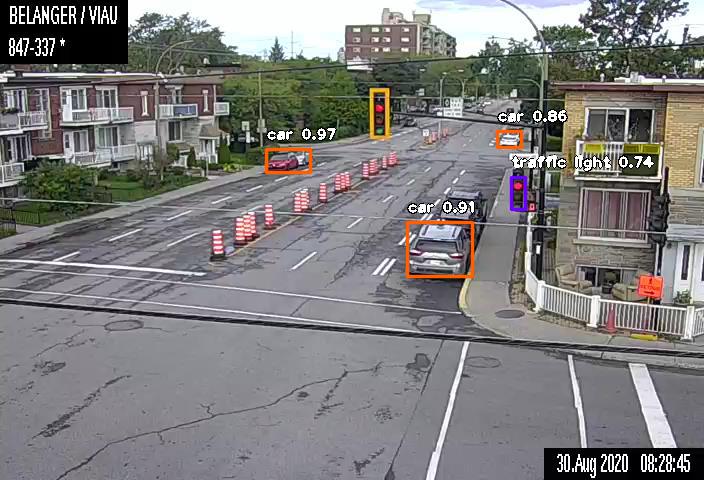 BELANGER / VIAU
847-337 *
car 0.97
car 0.86
traffic light 0.74
car 0.91
30.Aug 2020 08:28:45